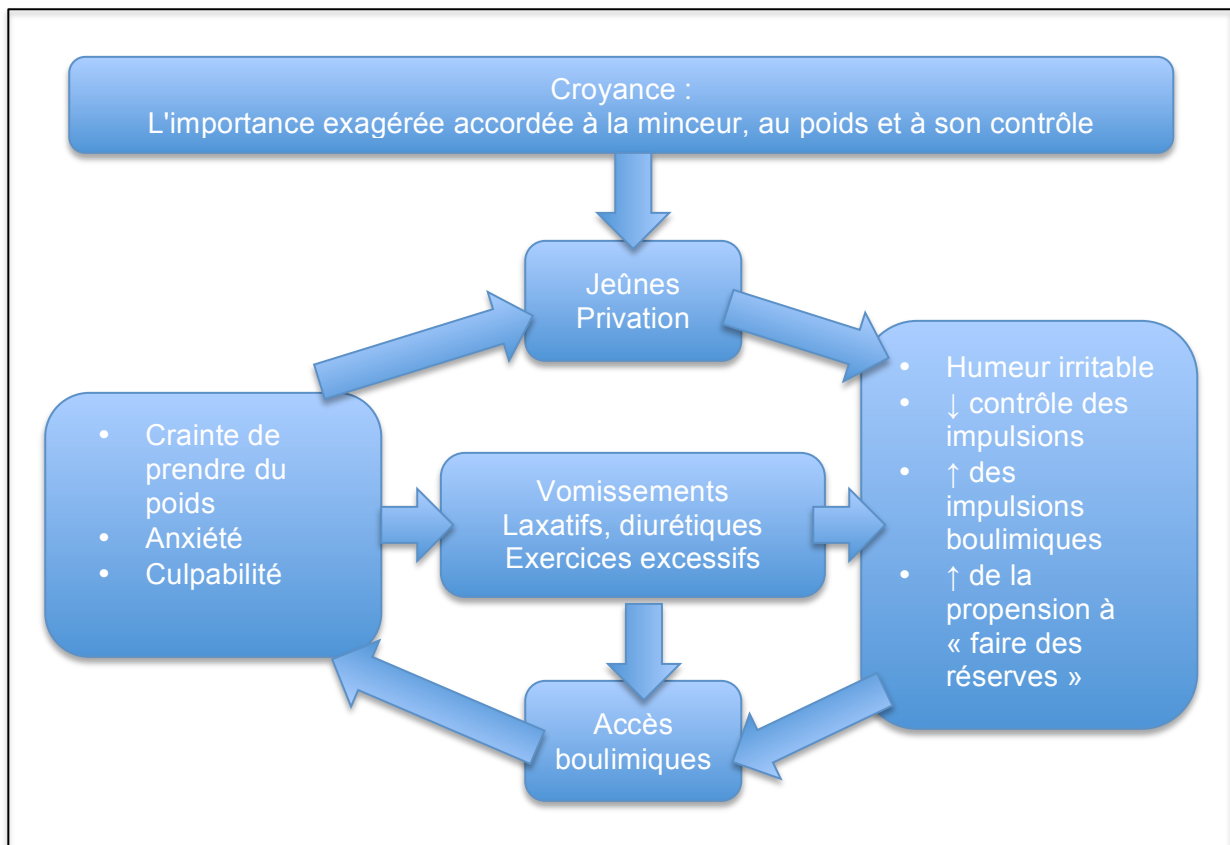 Croyance :
L'importance exagérée accordée à la minceur, au poids et à son contrôle
Jeûnes
Privation
• Humeur irritable
• ↓ contrôle des
impulsions
• ↑ des
impulsions
boulimiques
• ↑ de la
propension à
« faire des
réserves »
• Crainte de
prendre du
poids
• Anxiété
• Culpabilité
Vomissements
Laxatifs, diurétiques
Exercices excessifs
Accès
boulimiques